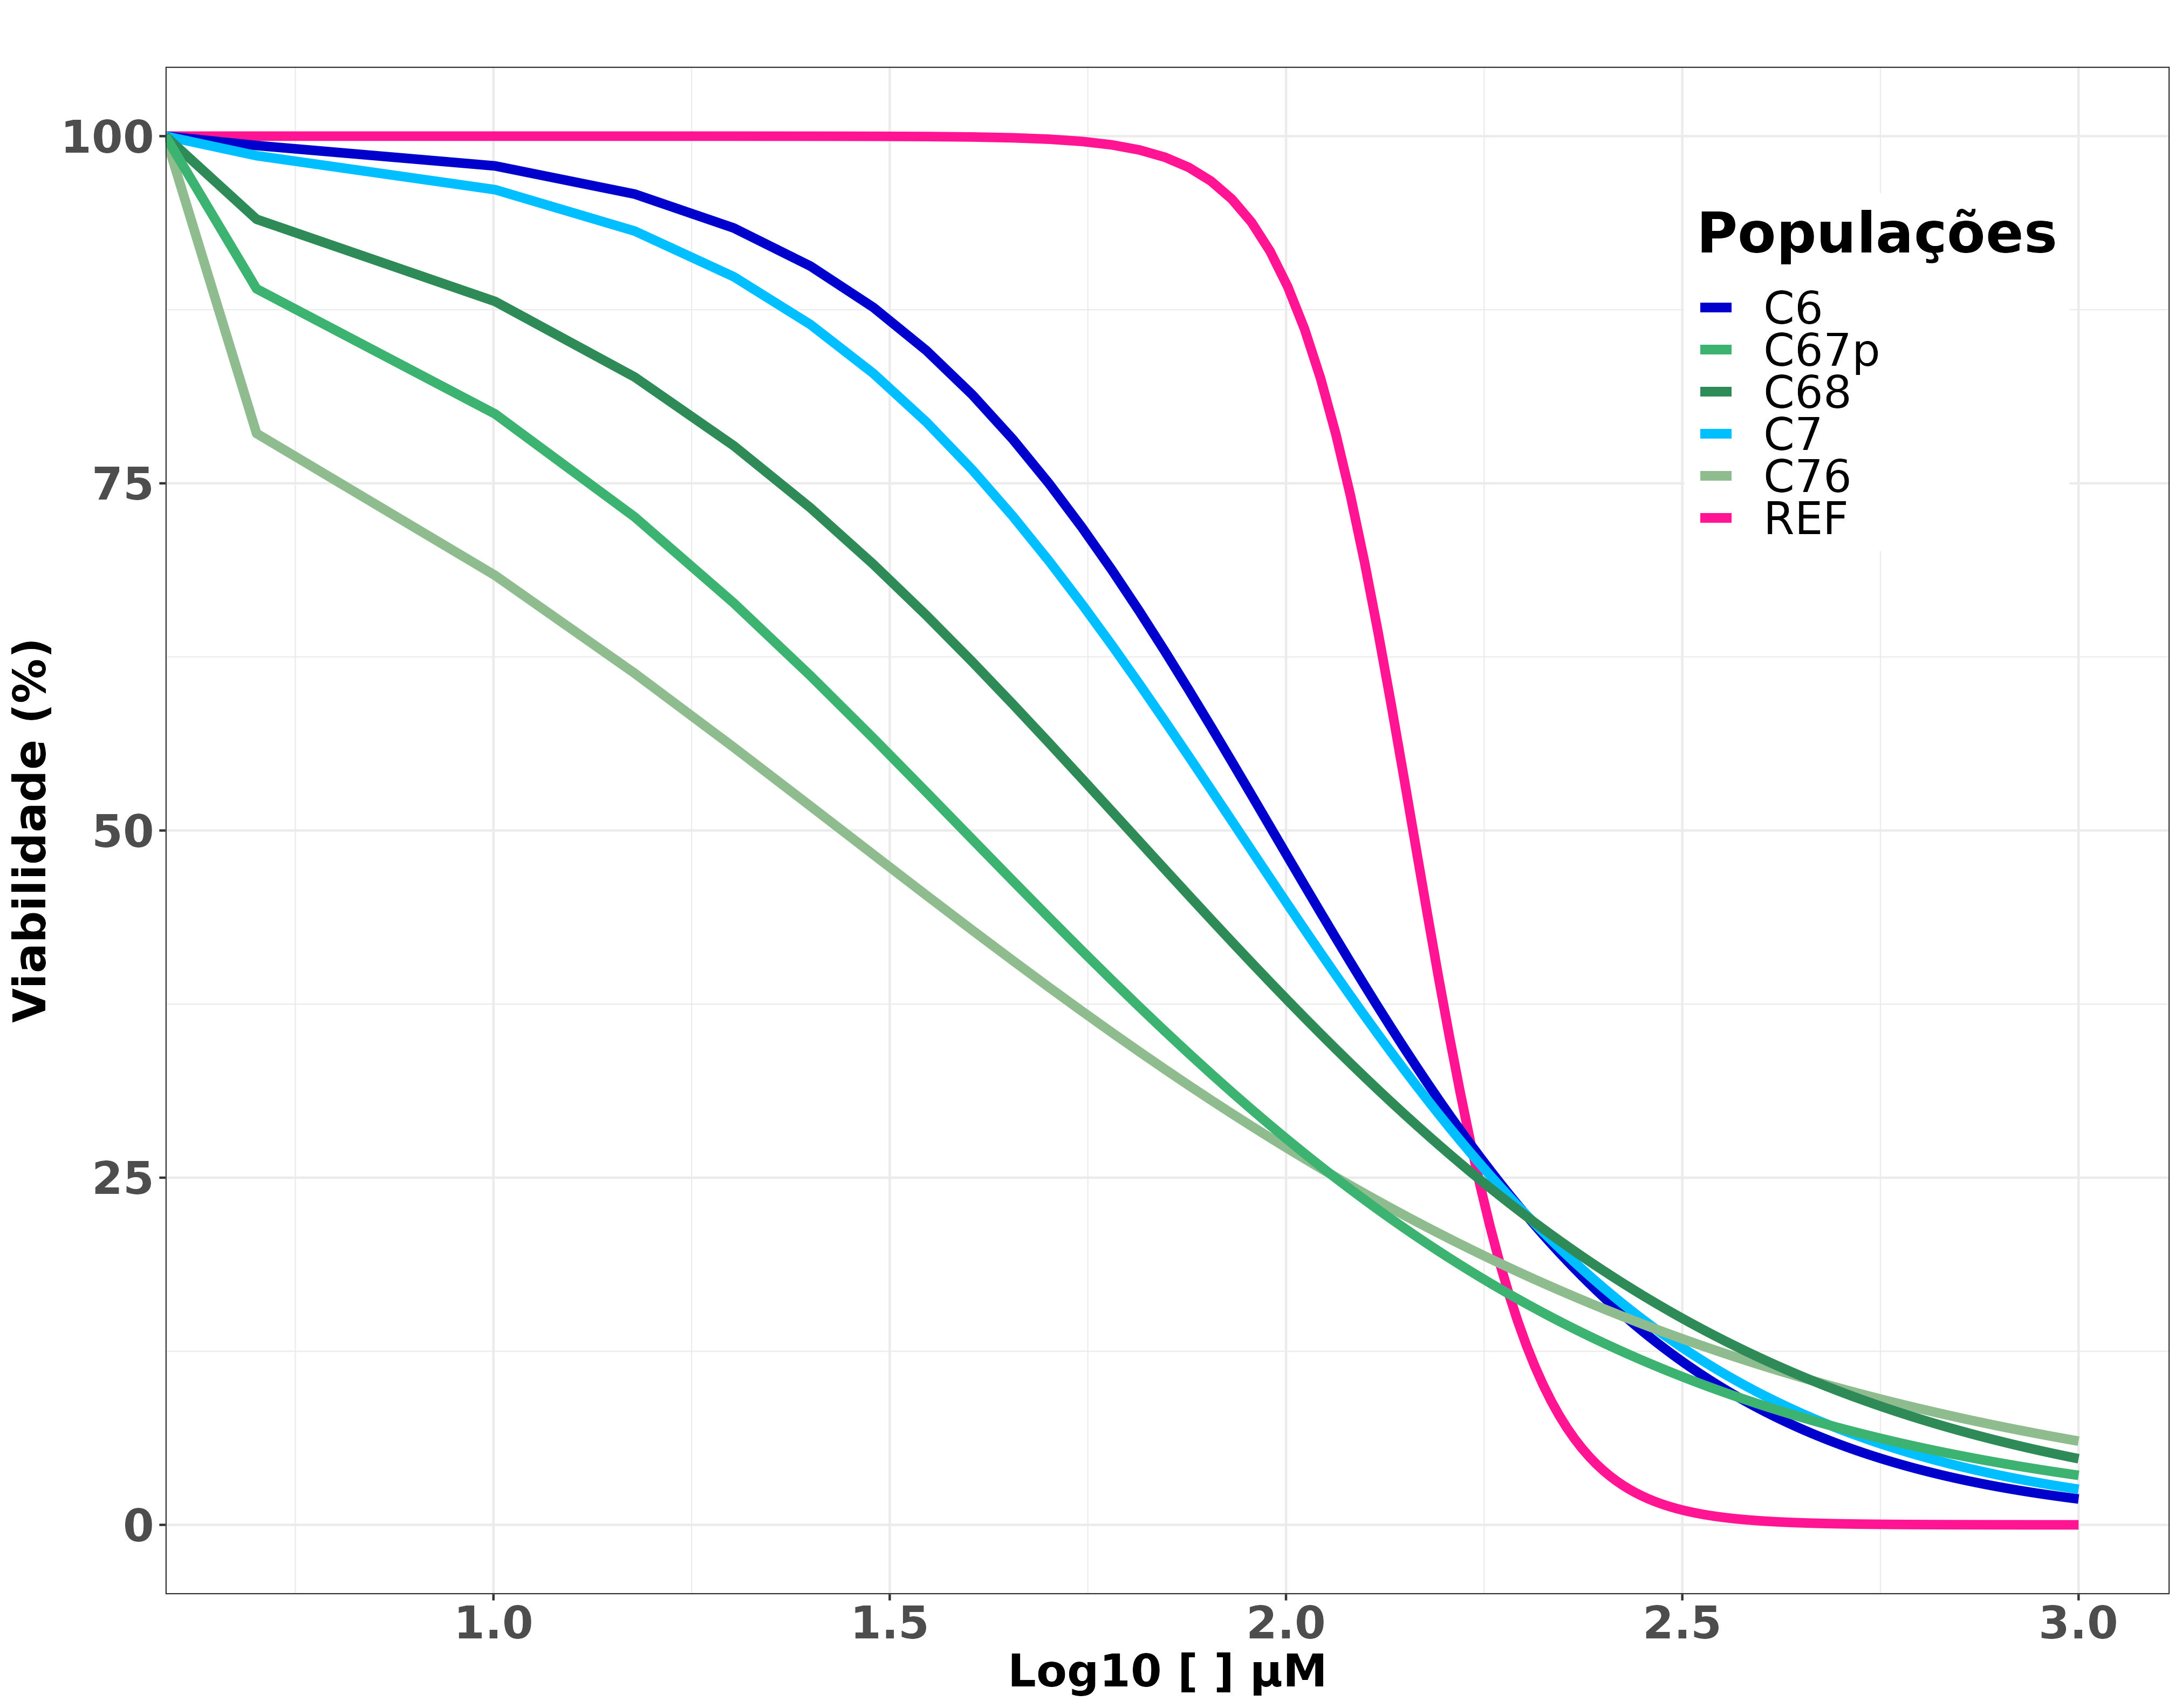 100
75
50
25
0
Viabilidade (%)
Populações
C6
C67p
C68
C7
C76
REF
1.0 1.5 2.0 2.5 3.0
Log10 [ ] µM